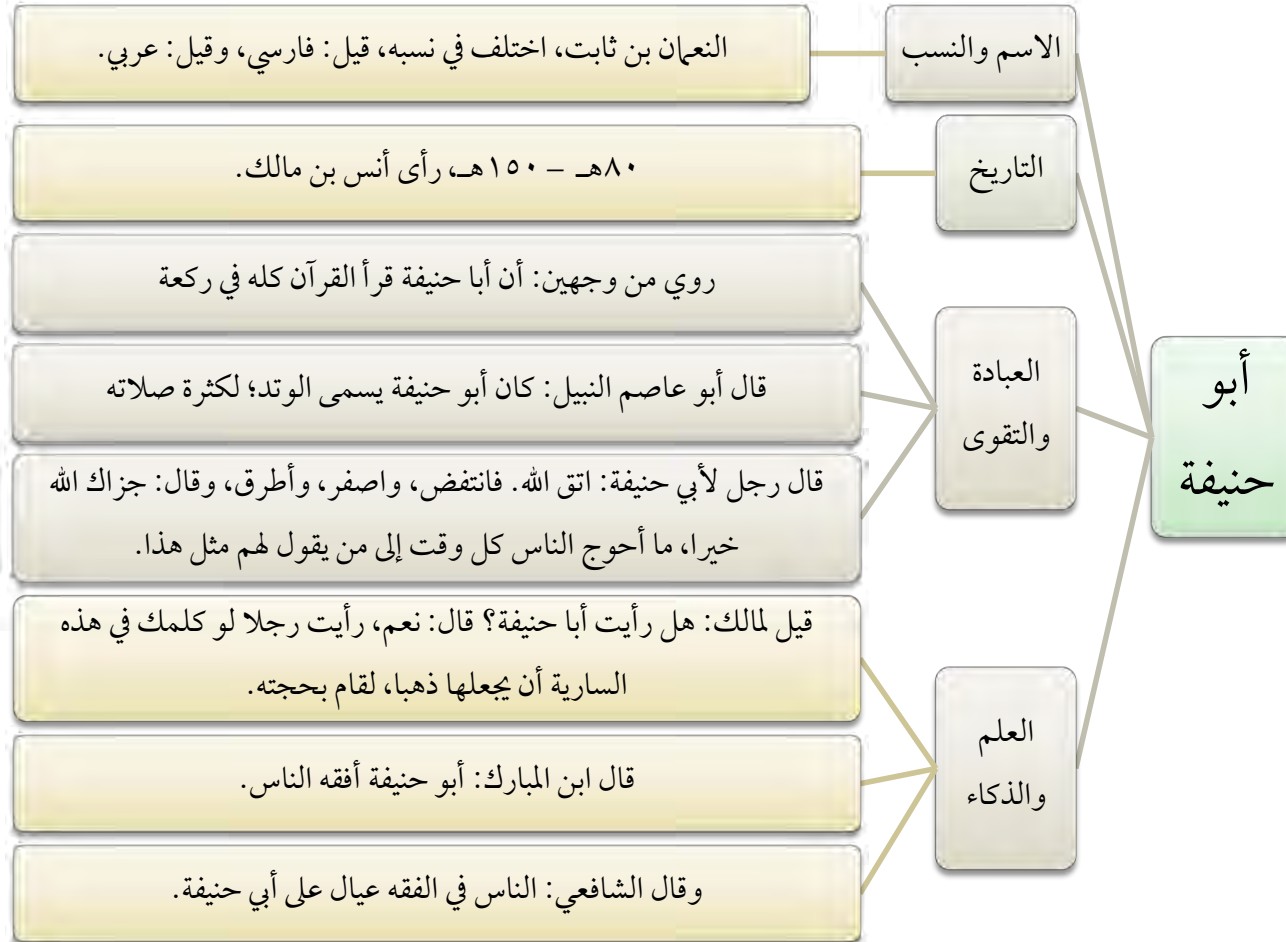 أبو
حنيفة
الاسم والنسب
النعمان بن ثابت، اختلف في نسبه، قيل: فارسي، وقيل: عربي.
التاريخ
٨٠هـ – ١٥٠هـ، رأى أنس بن مالك.
العبادة
والتقوى
روي من وجهين: أن أبا حنيفة قرأ القرآن كله في ركعة
قال أبو عاصم النبيل: كان أبو حنيفة يسمى الوتد؛ لكثرة صلاته
قال رجل لأبي حنيفة: اتق الله. فانتفض، واصفر، وأطرق، وقال: جزاك الله
خيرا، ما أحوج الناس كل وقت إلى من يقول لهم مثل هذا.
العلم
والذكاء
قيل لمالك: هل رأيت أبا حنيفة؟ قال: نعم، رأيت رجلا لو كلمك في هذه
السارية أن يجعلها ذهبا، لقام بحجته.
قال ابن المبارك: أبو حنيفة أفقه الناس.
وقال الشافعي: الناس في الفقه عيال على أبي حنيفة.